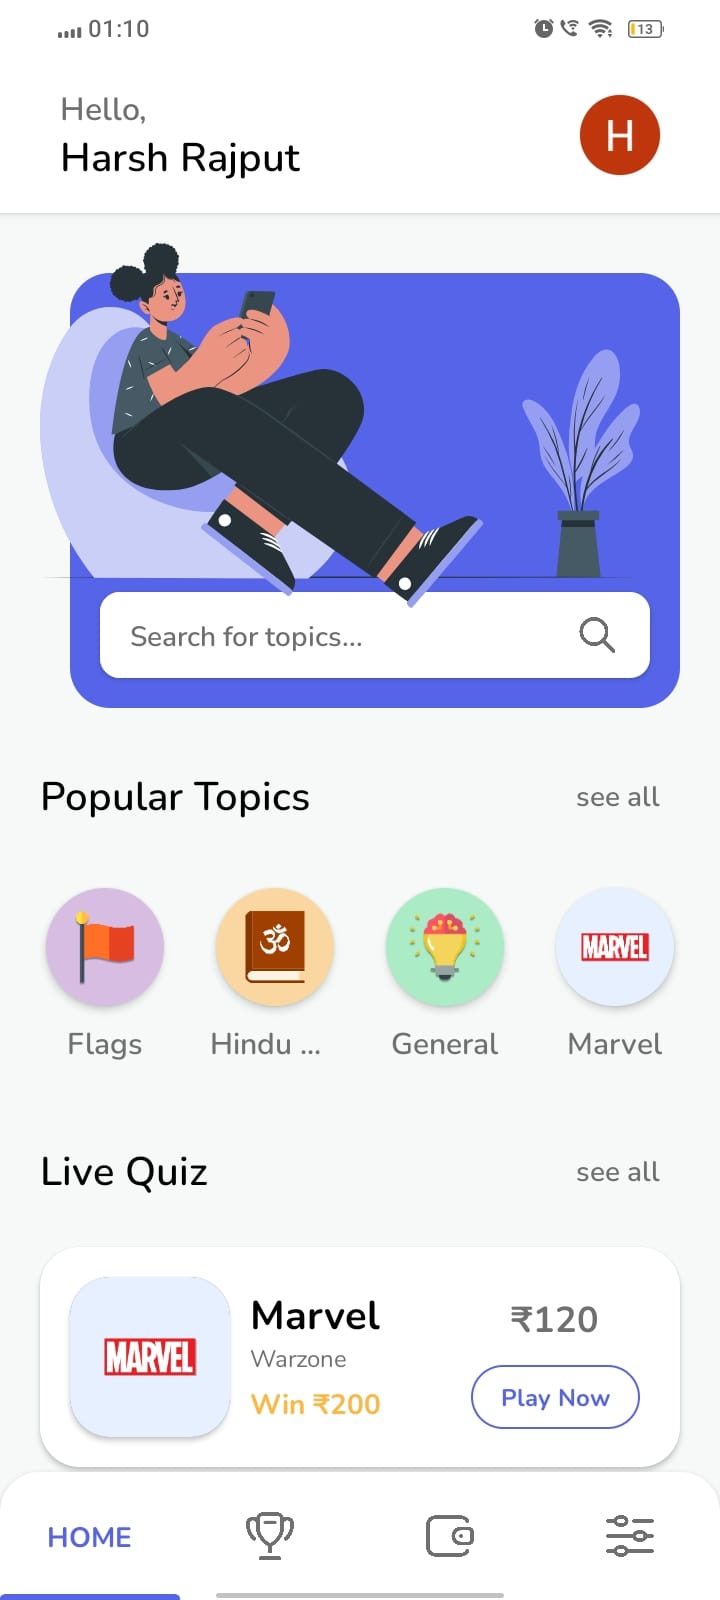 01:10
13
Hello,
Harsh Rajput
H
Search for topics...
Popular Topics
see all
ॐ
MARVEL
Flags
Hindu ...
General
Marvel
Live Quiz
see all
MARVEL
Marvel
Warzone
Win ₹200
₹120
Play Now
HOME